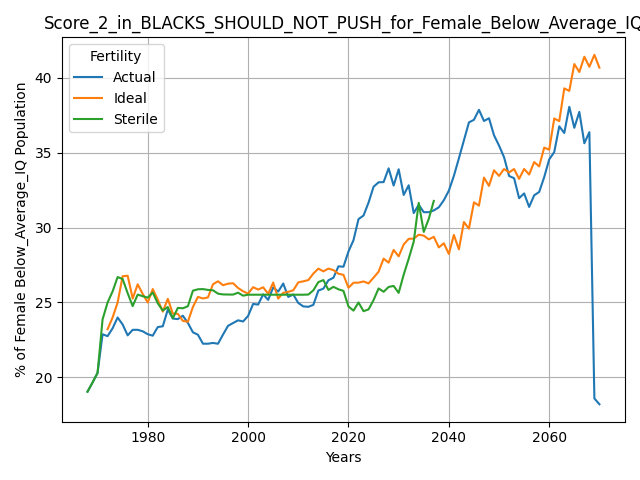 Score_2_in_BLACKS_SHOULD_NOT_PUSH_for_Female_Below_Average_IQ
Fertility
Actual
Ideal
Sterile
% of Female Below_Average_IQ Population
40
35
30
25
20
1980
2000
2020
2040
2060
Years